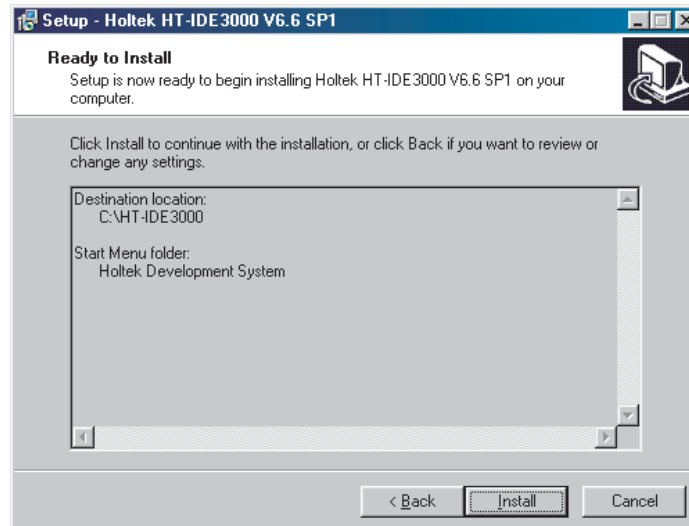 Setup - Holtek HT-IDE3000 V6.6 SP1
Ready to Install
Setup is now ready to begin installing Holtek HT-IDE3000 V6.6 SP1 on your
computer.
Click Install to continue with the installation, or click Back if you want to review or
change any settings.
Destination location:
C:\HT-IDE3000
Start Menu folder:
Holtek Development System
< Back
Install
Cancel